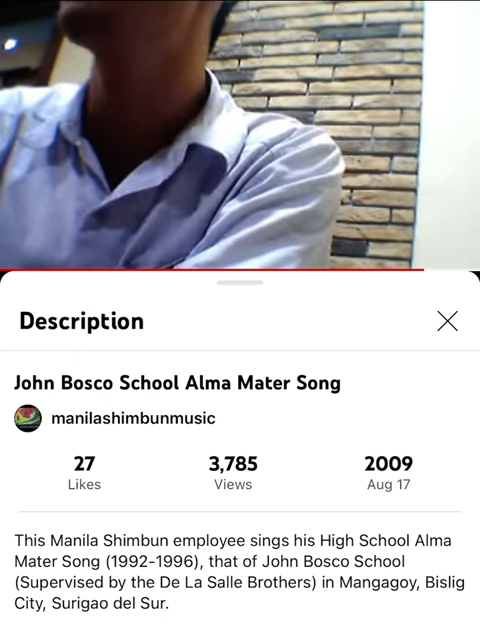 Description
John Bosco School Alma Mater Song
manilashimbunmusic
27 3,785 2009
Likes Views Aug 17
This Manila Shimbun employee sings his High School Alma
Mater Song (1992-1996), that of John Bosco School
(Supervised by the De La Salle Brothers) in Mangagoy, Bislig
City, Surigao del Sur.